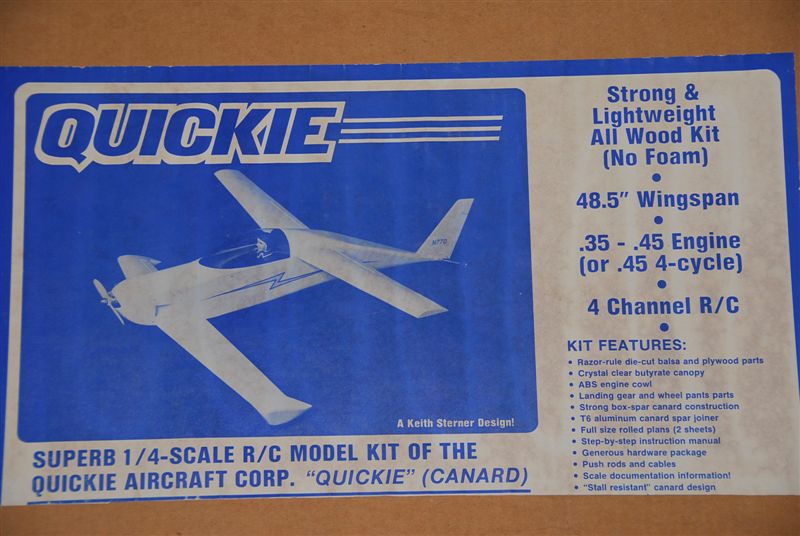 QUICKIE
N77Q
A Keith Sterner Design!
SUPERB 1/4-SCALE R/C MODEL KIT OF THE
QUICKIE AIRCRAFT CORP. "QUICKIE" (CANARD)
Strong &
Lightweight
All Wood Kit
(No Foam)
•
48.5" Wingspan
•
.35 - .45 Engine
(or .45 4-cycle)
•
4 Channel R/C
•
KIT FEATURES:
• Razor-rule die-cut balsa and plywood parts
• Crystal clear butyrate canopy
• ABS engine cowl
• Landing gear and wheel pants parts
• Strong box-spar canard construction
• T6 aluminum canard spar joiner
• Full size rolled plans (2 sheets)
• Step-by-step instruction manual
• Generous hardware package
• Push rods and cables
• Scale documentation information!
• "Stall resistant" canard design